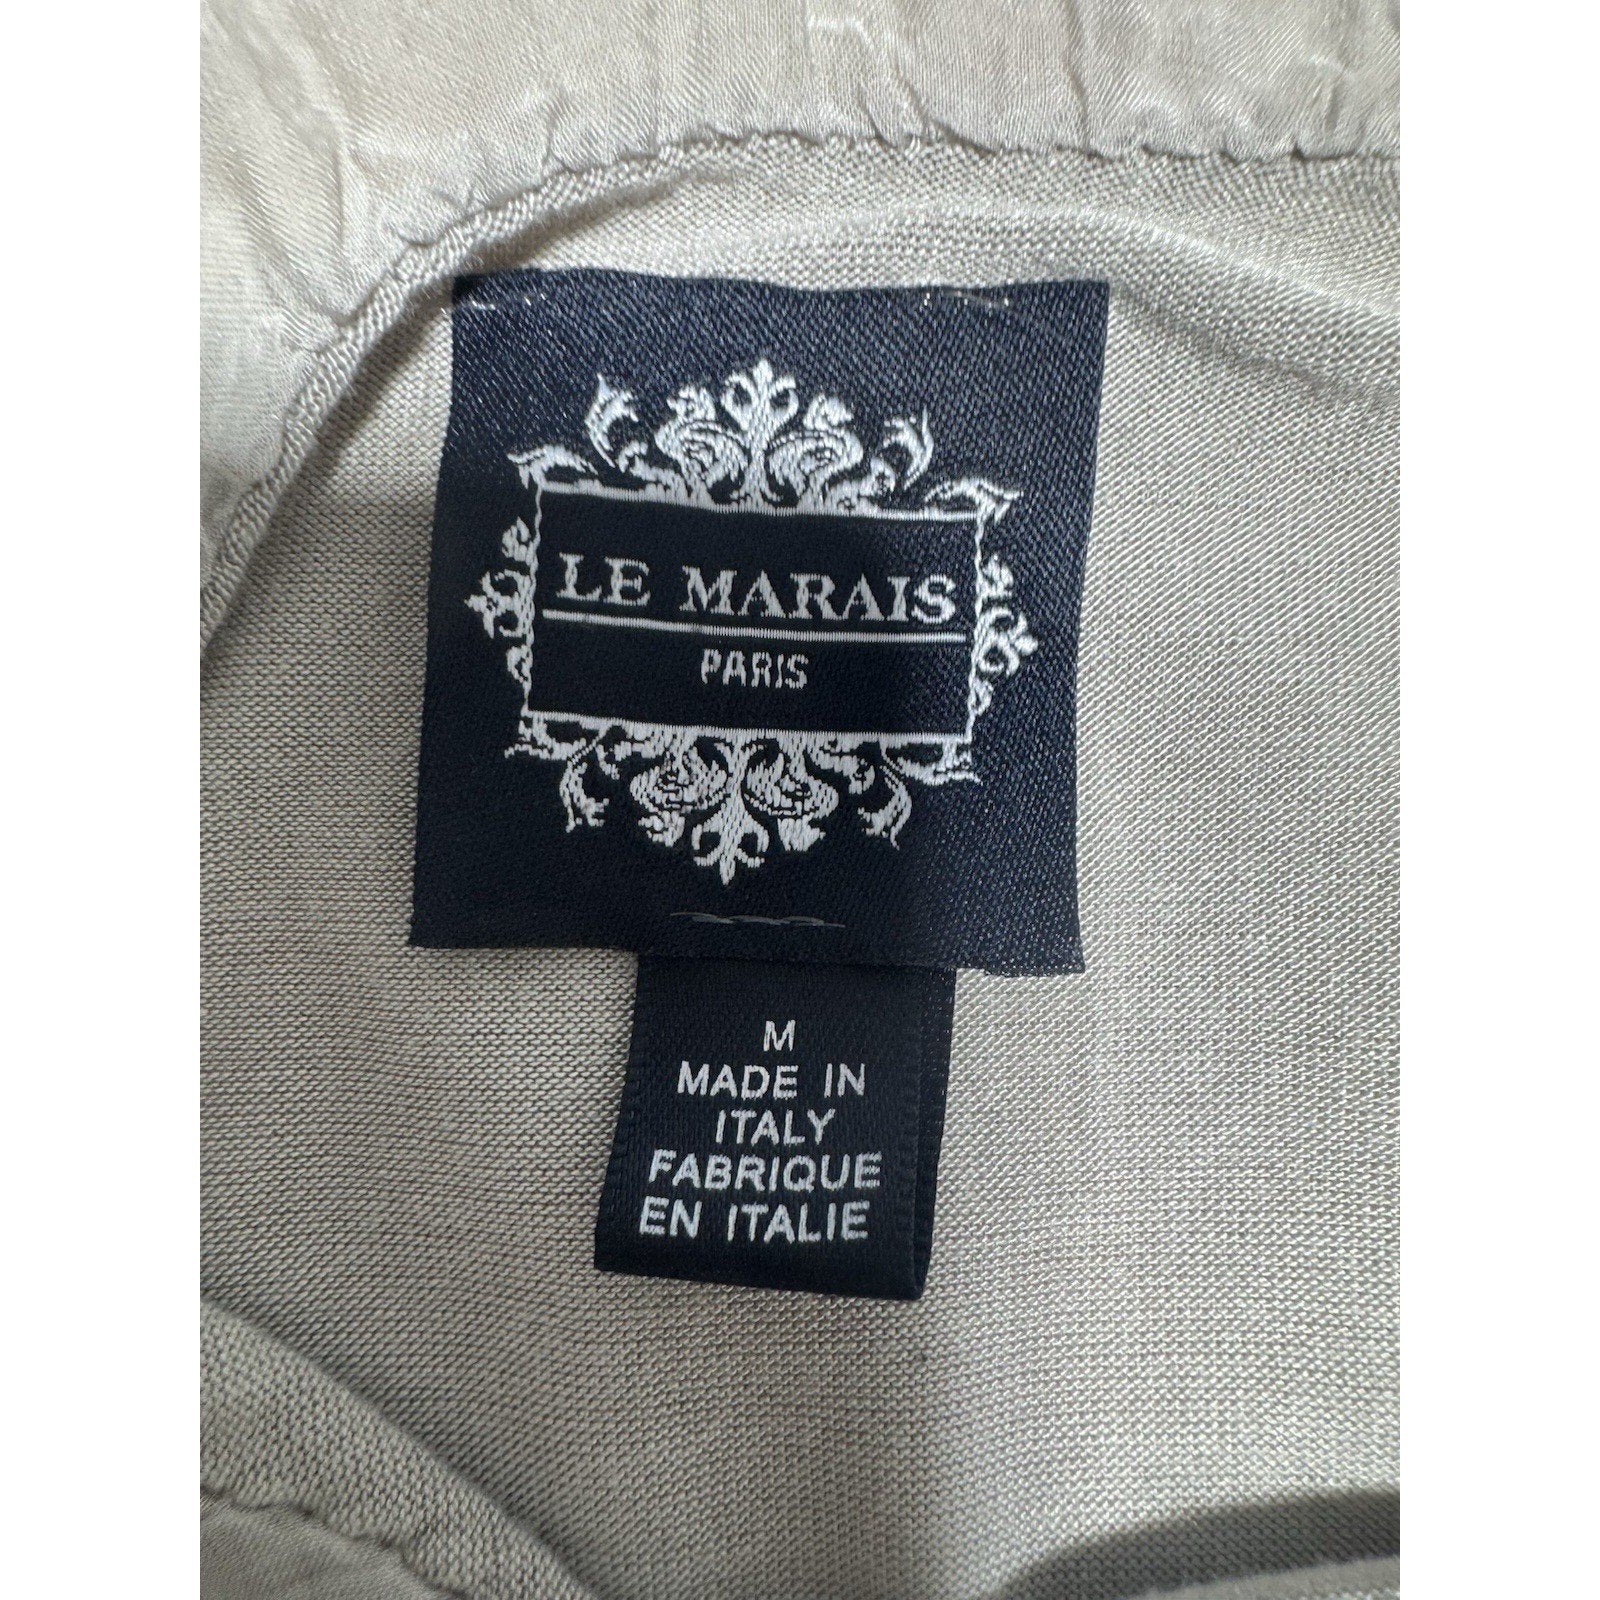 LE MARAIS
PARIS
M
MADE IN
ITALY
FABRIQUE
EN ITALIE